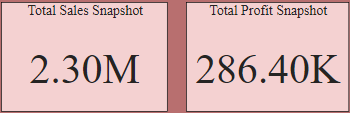 Total Sales Snapshot
2.30M
Total Profit Snapshot
286.40K